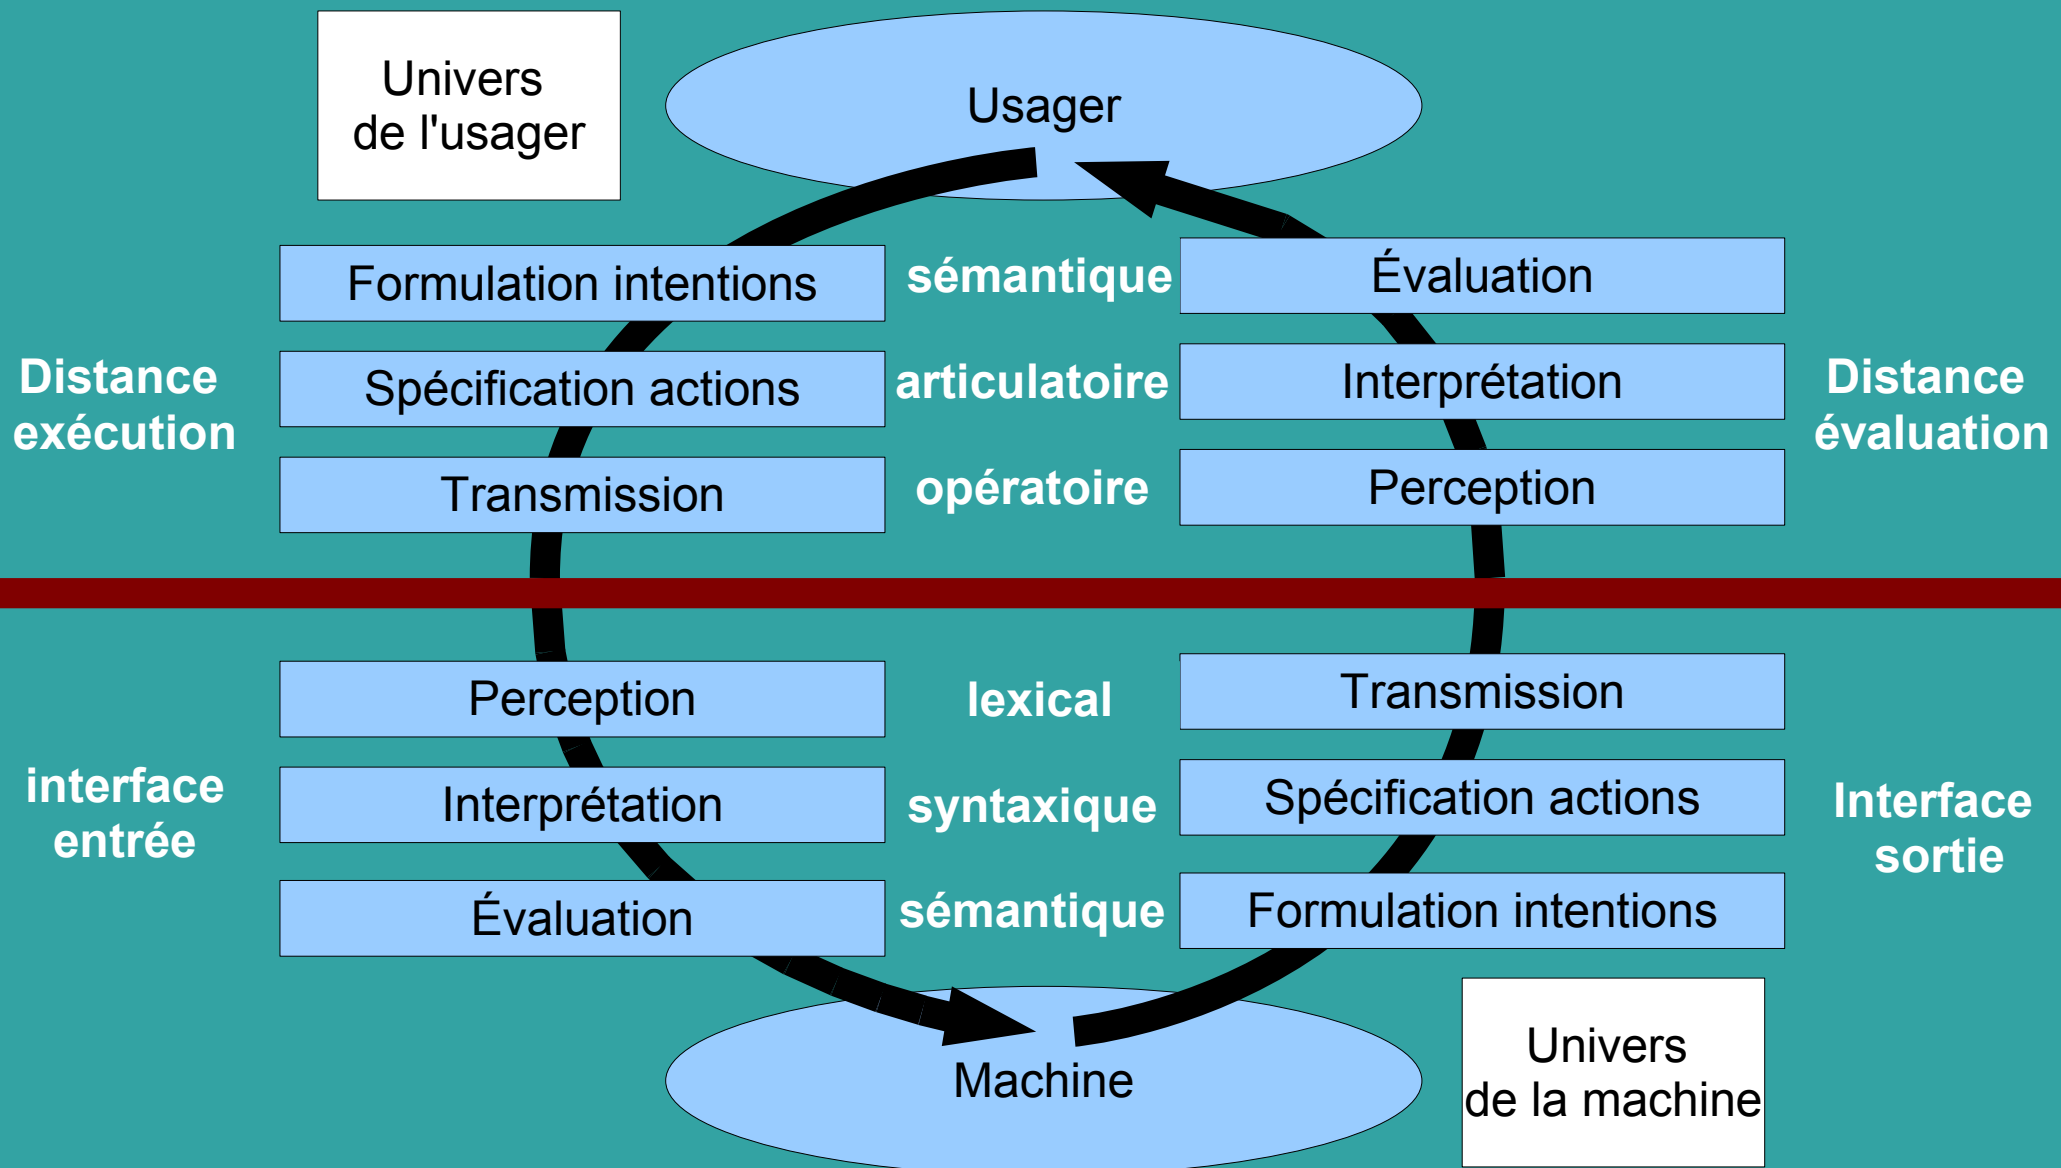 Univers
de l'usager
Usager
Formulation intentions
sémantique
Évaluation
Distance
exécution
Spécification actions
articulatoire
Interprétation
Distance
évaluation
Transmission
opératoire
Perception
Perception
lexical
Transmission
interface
entrée
Interprétation
syntaxique
Spécification actions
Interface
sortie
Évaluation
sémantique
Formulation intentions
Machine
Univers
de la machine